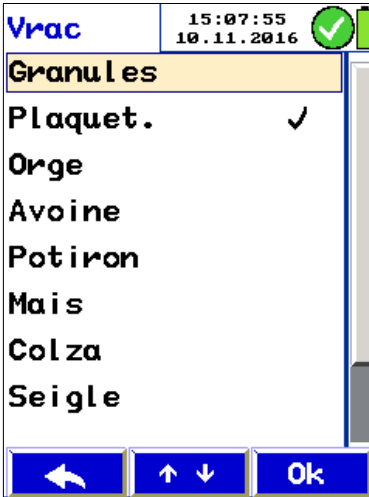 Vrac
15:07:55
10.11.2016
Granules
Plaquet.
Orge
Avoine
Potiron
Mais
Colza
Seigle
Ok